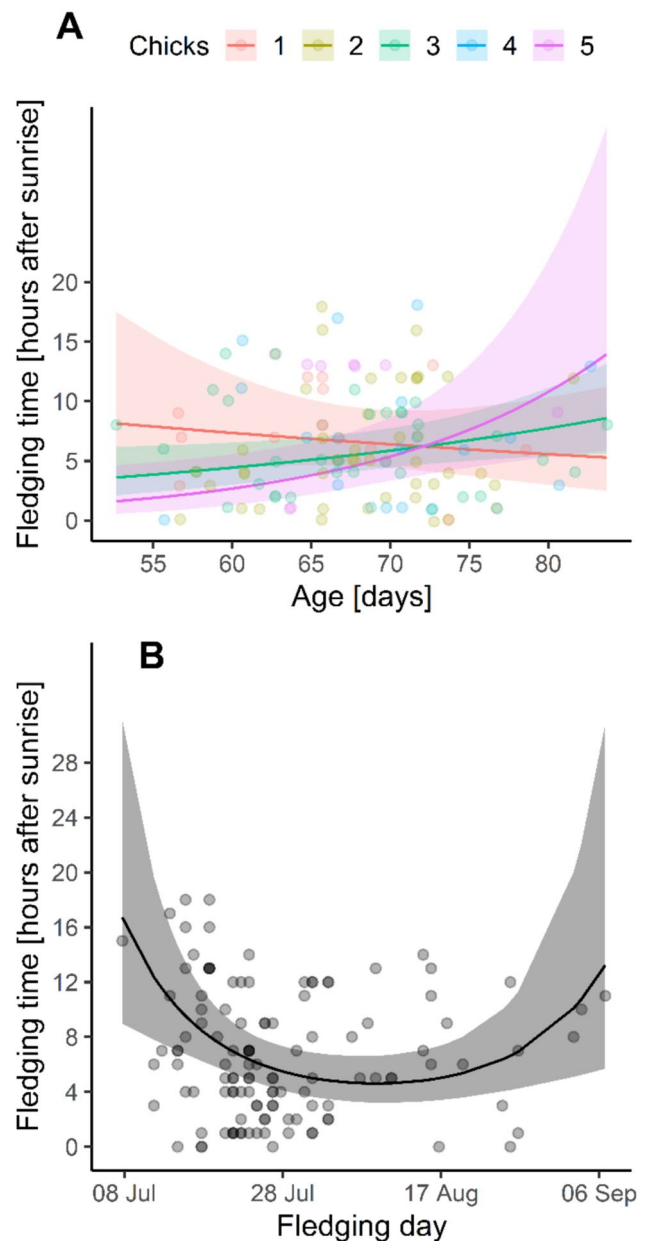 A
Chicks 1 2 3 4 5
Fledging time [hours after sunrise]
20
15
10
5
0
55 60 65 70 75 80
Age [days]
B
Fledging time [hours after sunrise]
28
24
20
16
12
8
4
0
08 Jul 28 Jul 17 Aug 06 Sep
Fledging day